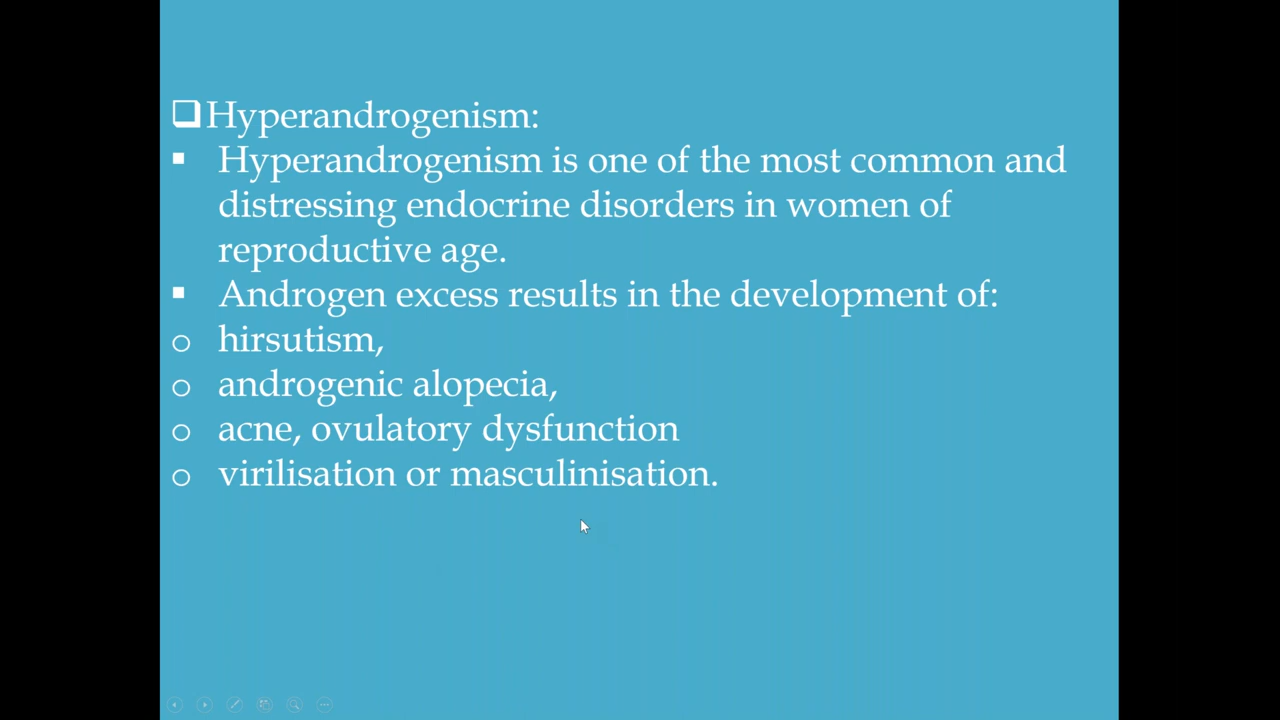 ❑Hyperandrogenism:
▪ Hyperandrogenism is one of the most common and
distressing endocrine disorders in women of
reproductive age.
▪ Androgen excess results in the development of:
o hirsutism,
o androgenic alopecia,
o acne, ovulatory dysfunction
o virilisation or masculinisation.